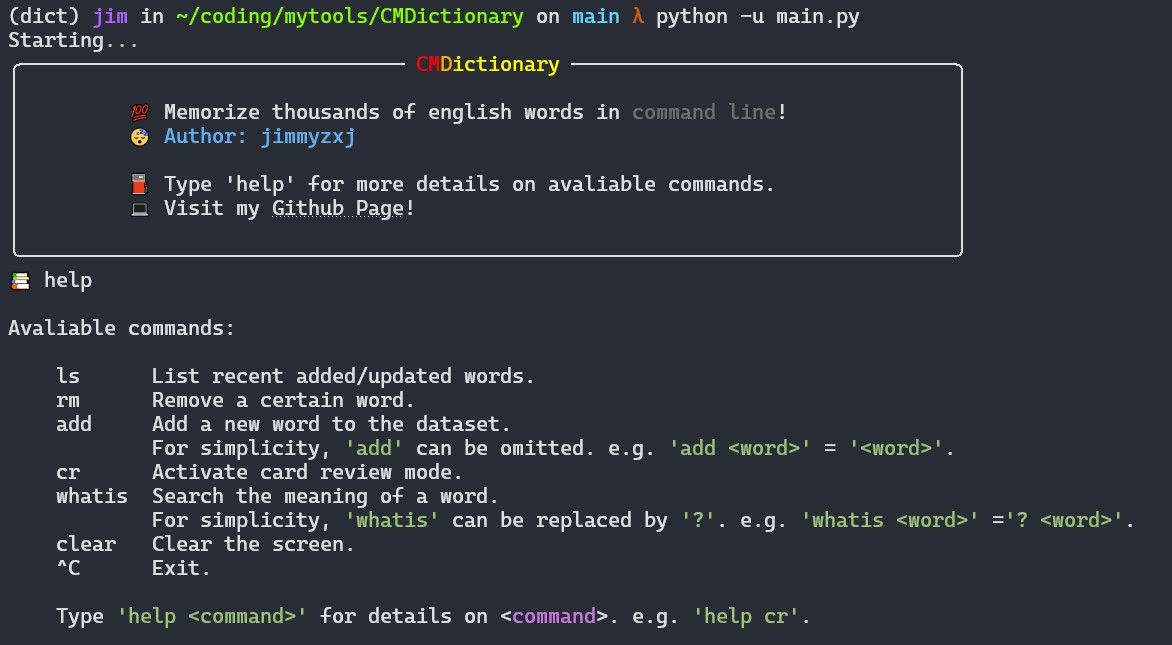 (dict) jim in ~/coding/mytools/CMDictionary on main λ python -u main.py
Starting...
CMDictionary
💯 Memorize thousands of english words in command line!
😴 Author: jimmyzxj
⛽ Type 'help' for more details on avaliable commands.
💻 Visit my Github Page!
📚 help
Avaliable commands:
ls List recent added/updated words.
rm Remove a certain word.
add Add a new word to the dataset.
For simplicity, 'add' can be omitted. e.g. 'add <word>' = '<word>'.
cr Activate card review mode.
whatis Search the meaning of a word.
For simplicity, 'whatis' can be replaced by '?'. e.g. 'whatis <word>' ='? <word>'.
clear Clear the screen.
^C Exit.
Type 'help <command>' for details on <command>. e.g. 'help cr'.